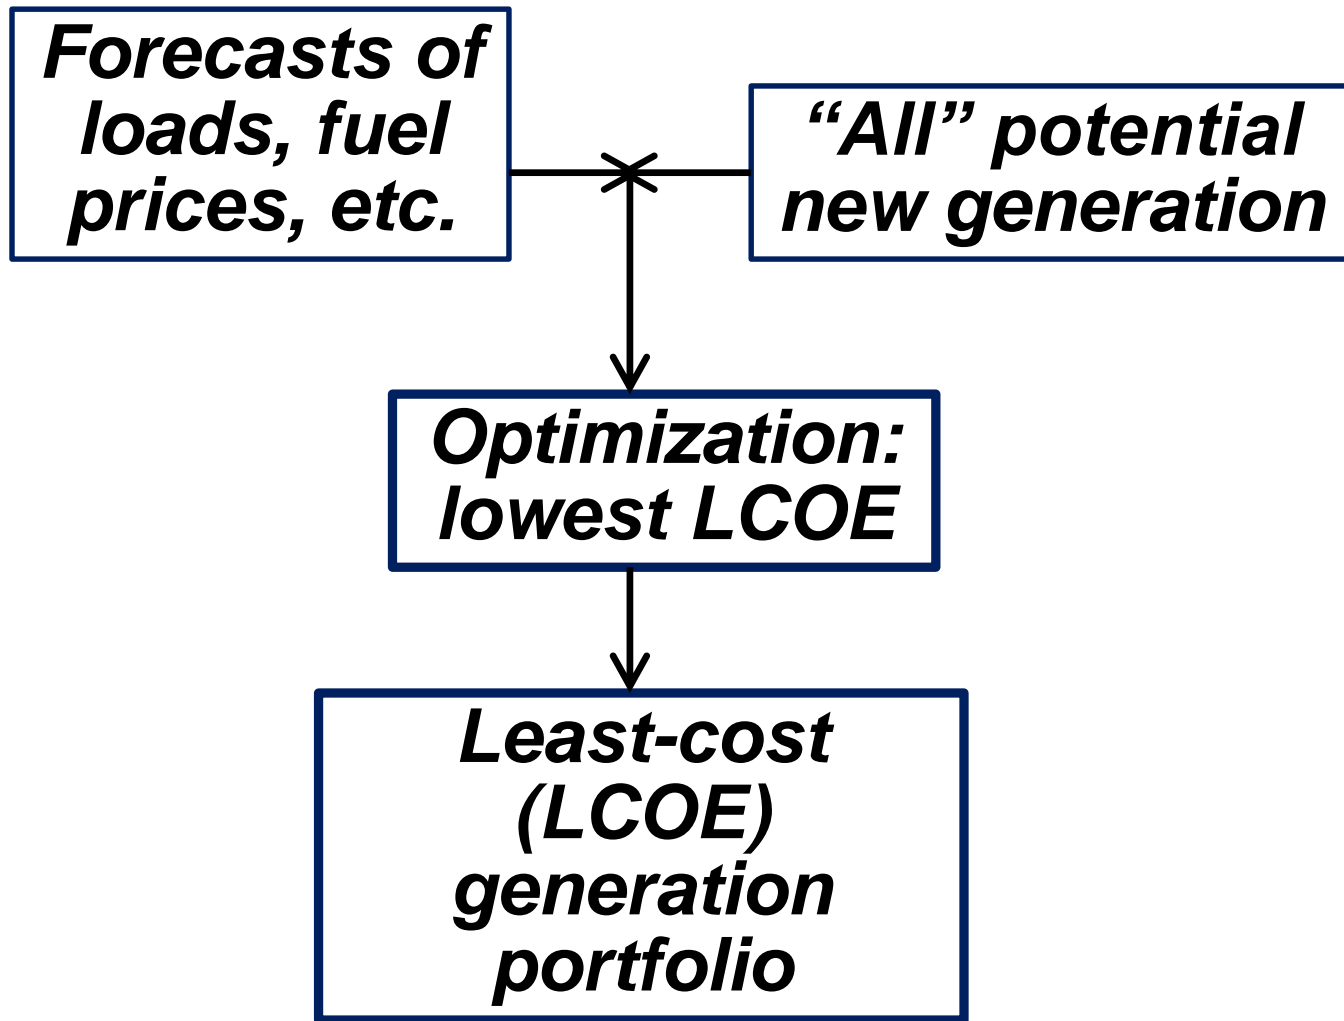 Forecasts of
loads, fuel
prices, etc.
“All” potential
new generation
Optimization:
lowest LCOE
Least-cost
(LCOE)
generation
portfolio